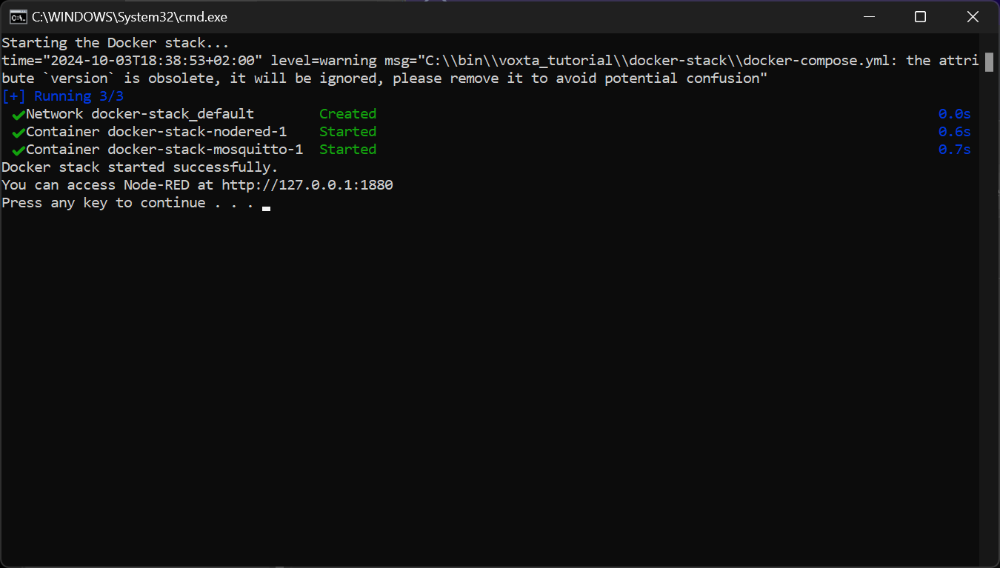 C:\WINDOWS\System32\cmd.exe
Starting the Docker stack...
time="2024-10-03T18:38:53+02:00" level=warning msg="C:\\bin\\voxta_tutorial\\docker-stack\\docker-compose.yml: the attri
bute `version` is obsolete, it will be ignored, please remove it to avoid potential confusion"
[+] Running 3/3
✔Network docker-stack_default Created 0.0s
✔Container docker-stack-nodered-1 Started 0.6s
✔Container docker-stack-mosquitto-1 Started 0.7s
Docker stack started successfully.
You can access Node-RED at http://127.0.0.1:1880
Press any key to continue . . .